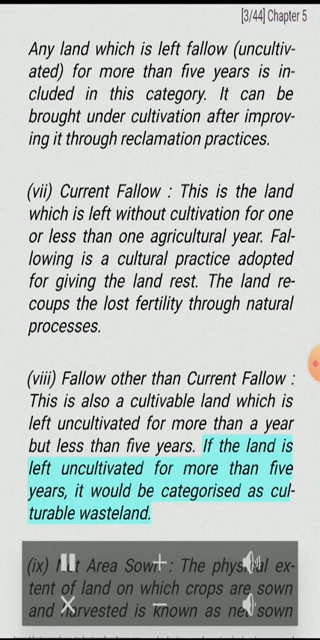 [3/44] Chapter 5
Any land which is left fallow (uncultiv-
ated) for more than five years is in-
cluded in this category. It can be
brought under cultivation after improv-
ing it through reclamation practices.
(vii) Current Fallow : This is the land
which is left without cultivation for one
or less than one agricultural year. Fal-
lowing is a cultural practice adopted
for giving the land rest. The land re-
coups the lost fertility through natural
processes.
(viii) Fallow other than Current Fallow :
This is also a cultivable land which is
left uncultivated for more than a year
but less than five years. If the land is
left uncultivated for more than five
years, it would be categorised as cul-
turable wasteland.
(ix) Net Area Sown : The physical ex-
tent of land on which crops are sown
and harvested is known as net sown